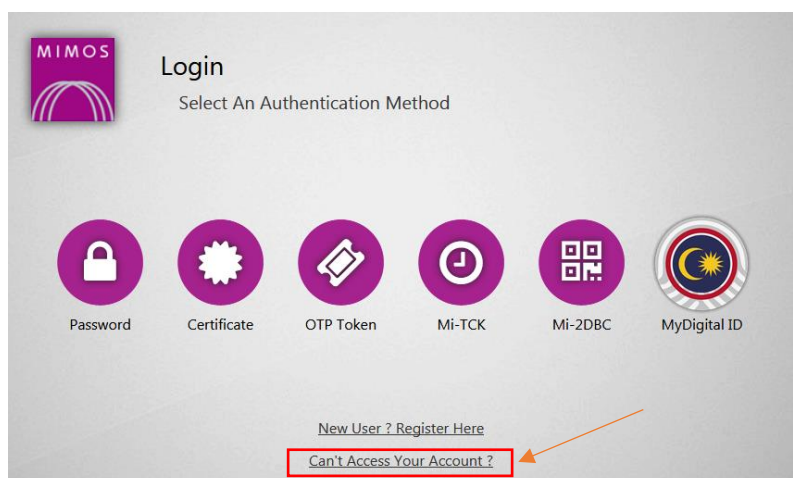 MIMOS
Login
Select An Authentication Method
Password
Certificate
OTP Token
Mi-TCK
Mi-2DBC
MyDigital ID
New User ? Register Here
Can't Access Your Account ?